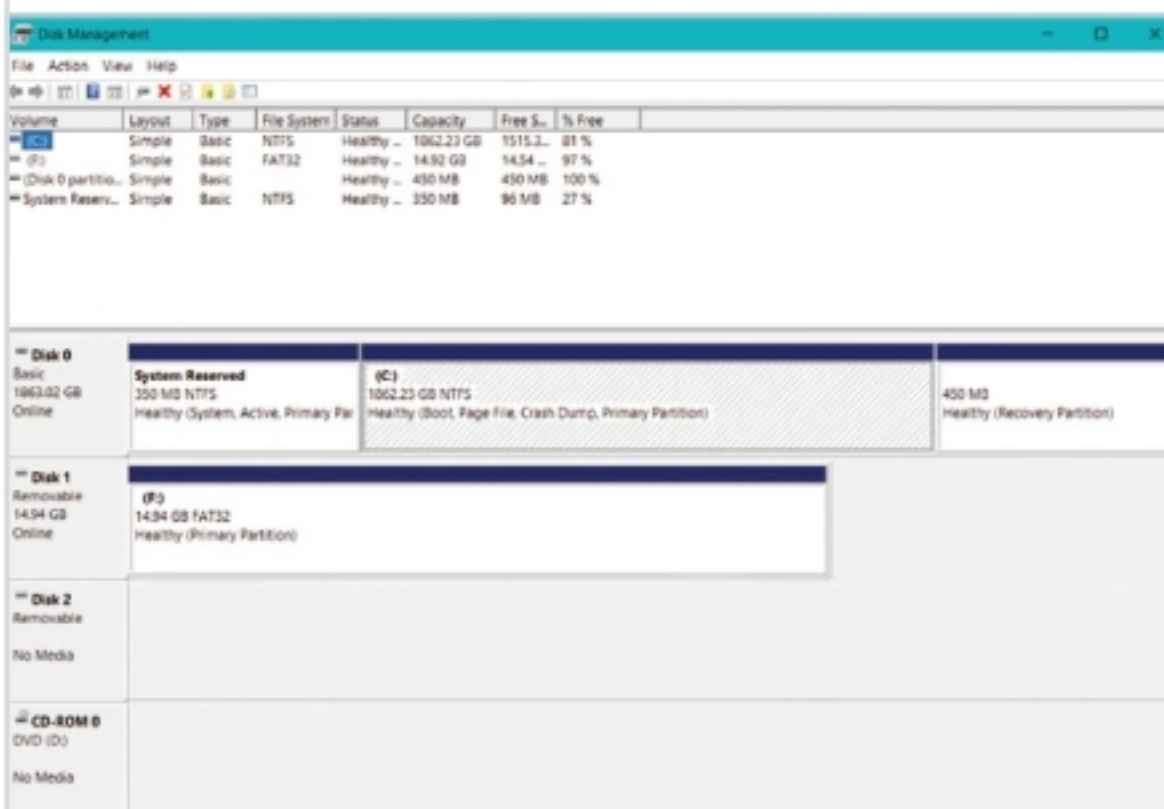 Disk Management
File Action View Help
Volume Layout Type File System Status Capacity Free S... % Free
(C:) Simple Basic NTFS Healthy ... 1862.23 GB 1515.3... 81 %
(F:) Simple Basic FAT32 Healthy ... 14.92 GB 14.54 ... 97 %
(Disk 0 partitio... Simple Basic Healthy ... 450 MB 450 MB 100 %
System Reserv... Simple Basic NTFS Healthy ... 350 MB 96 MB 27 %
Disk 0
Basic
1863.02 GB
Online
System Reserved
350 MB NTFS
Healthy (System, Active, Primary Par
(C:)
1862.23 GB NTFS
Healthy (Boot, Page File, Crash Dump, Primary Partition)
450 MB
Healthy (Recovery Partition)
Disk 1
Removable
14.94 GB
Online
(F:)
14.94 GB FAT32
Healthy (Primary Partition)
Disk 2
Removable
No Media
CD-ROM 0
DVD (D:)
No Media